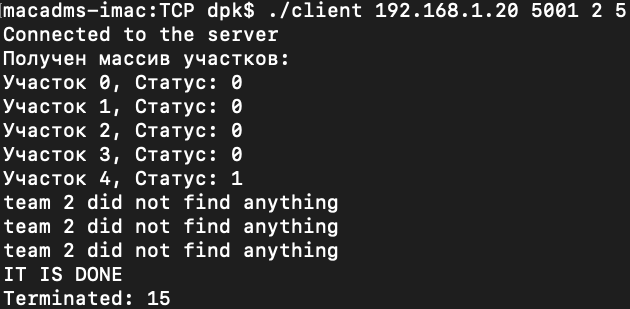 macadms-imac:TCP dpk$ ./client 192.168.1.20 5001 2 5
Connected to the server
Получен массив участков:
Участок 0, Статус: 0
Участок 1, Статус: 0
Участок 2, Статус: 0
Участок 3, Статус: 0
Участок 4, Статус: 1
team 2 did not find anything
team 2 did not find anything
team 2 did not find anything
IT IS DONE
Terminated: 15